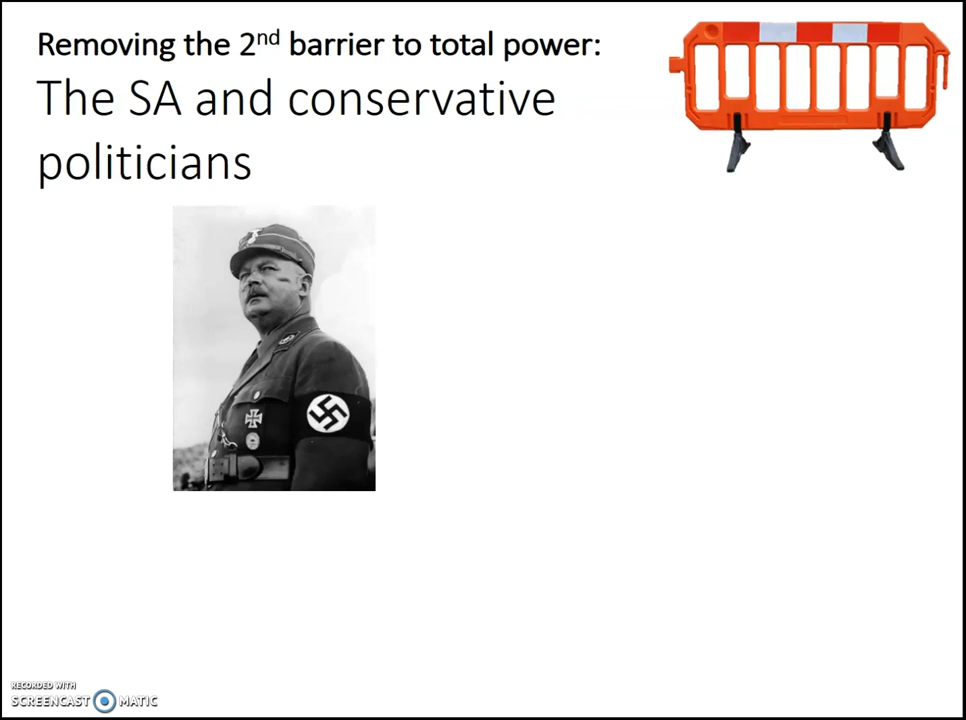 Removing the 2nd barrier to total power:
The SA and conservative
politicians
RECORDED WITH
SCREENCAST MATIC